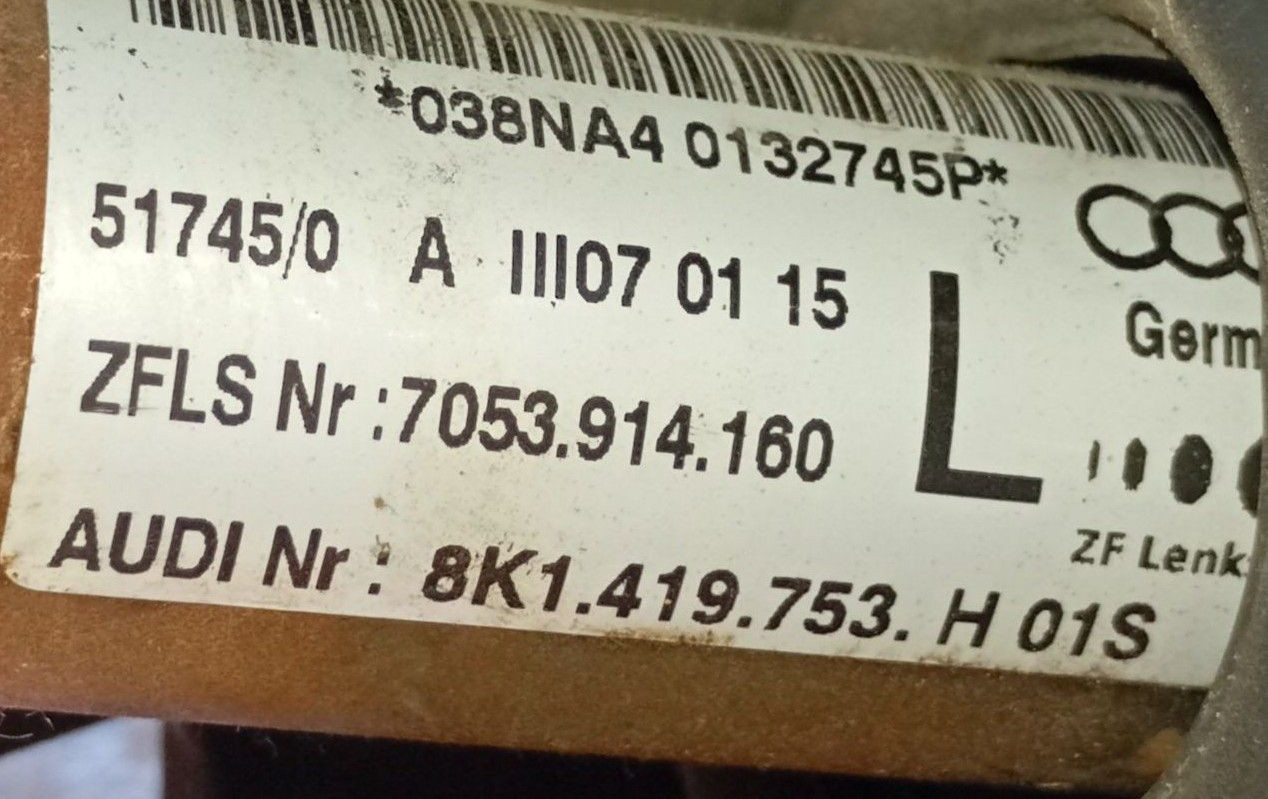 *038NA4 0132745P*
51745/0 A III07 01 15
L
Germ
ZFLS Nr :7053.914.160
ZF Lenk
AUDI Nr : 8K1.419.753. H 01S